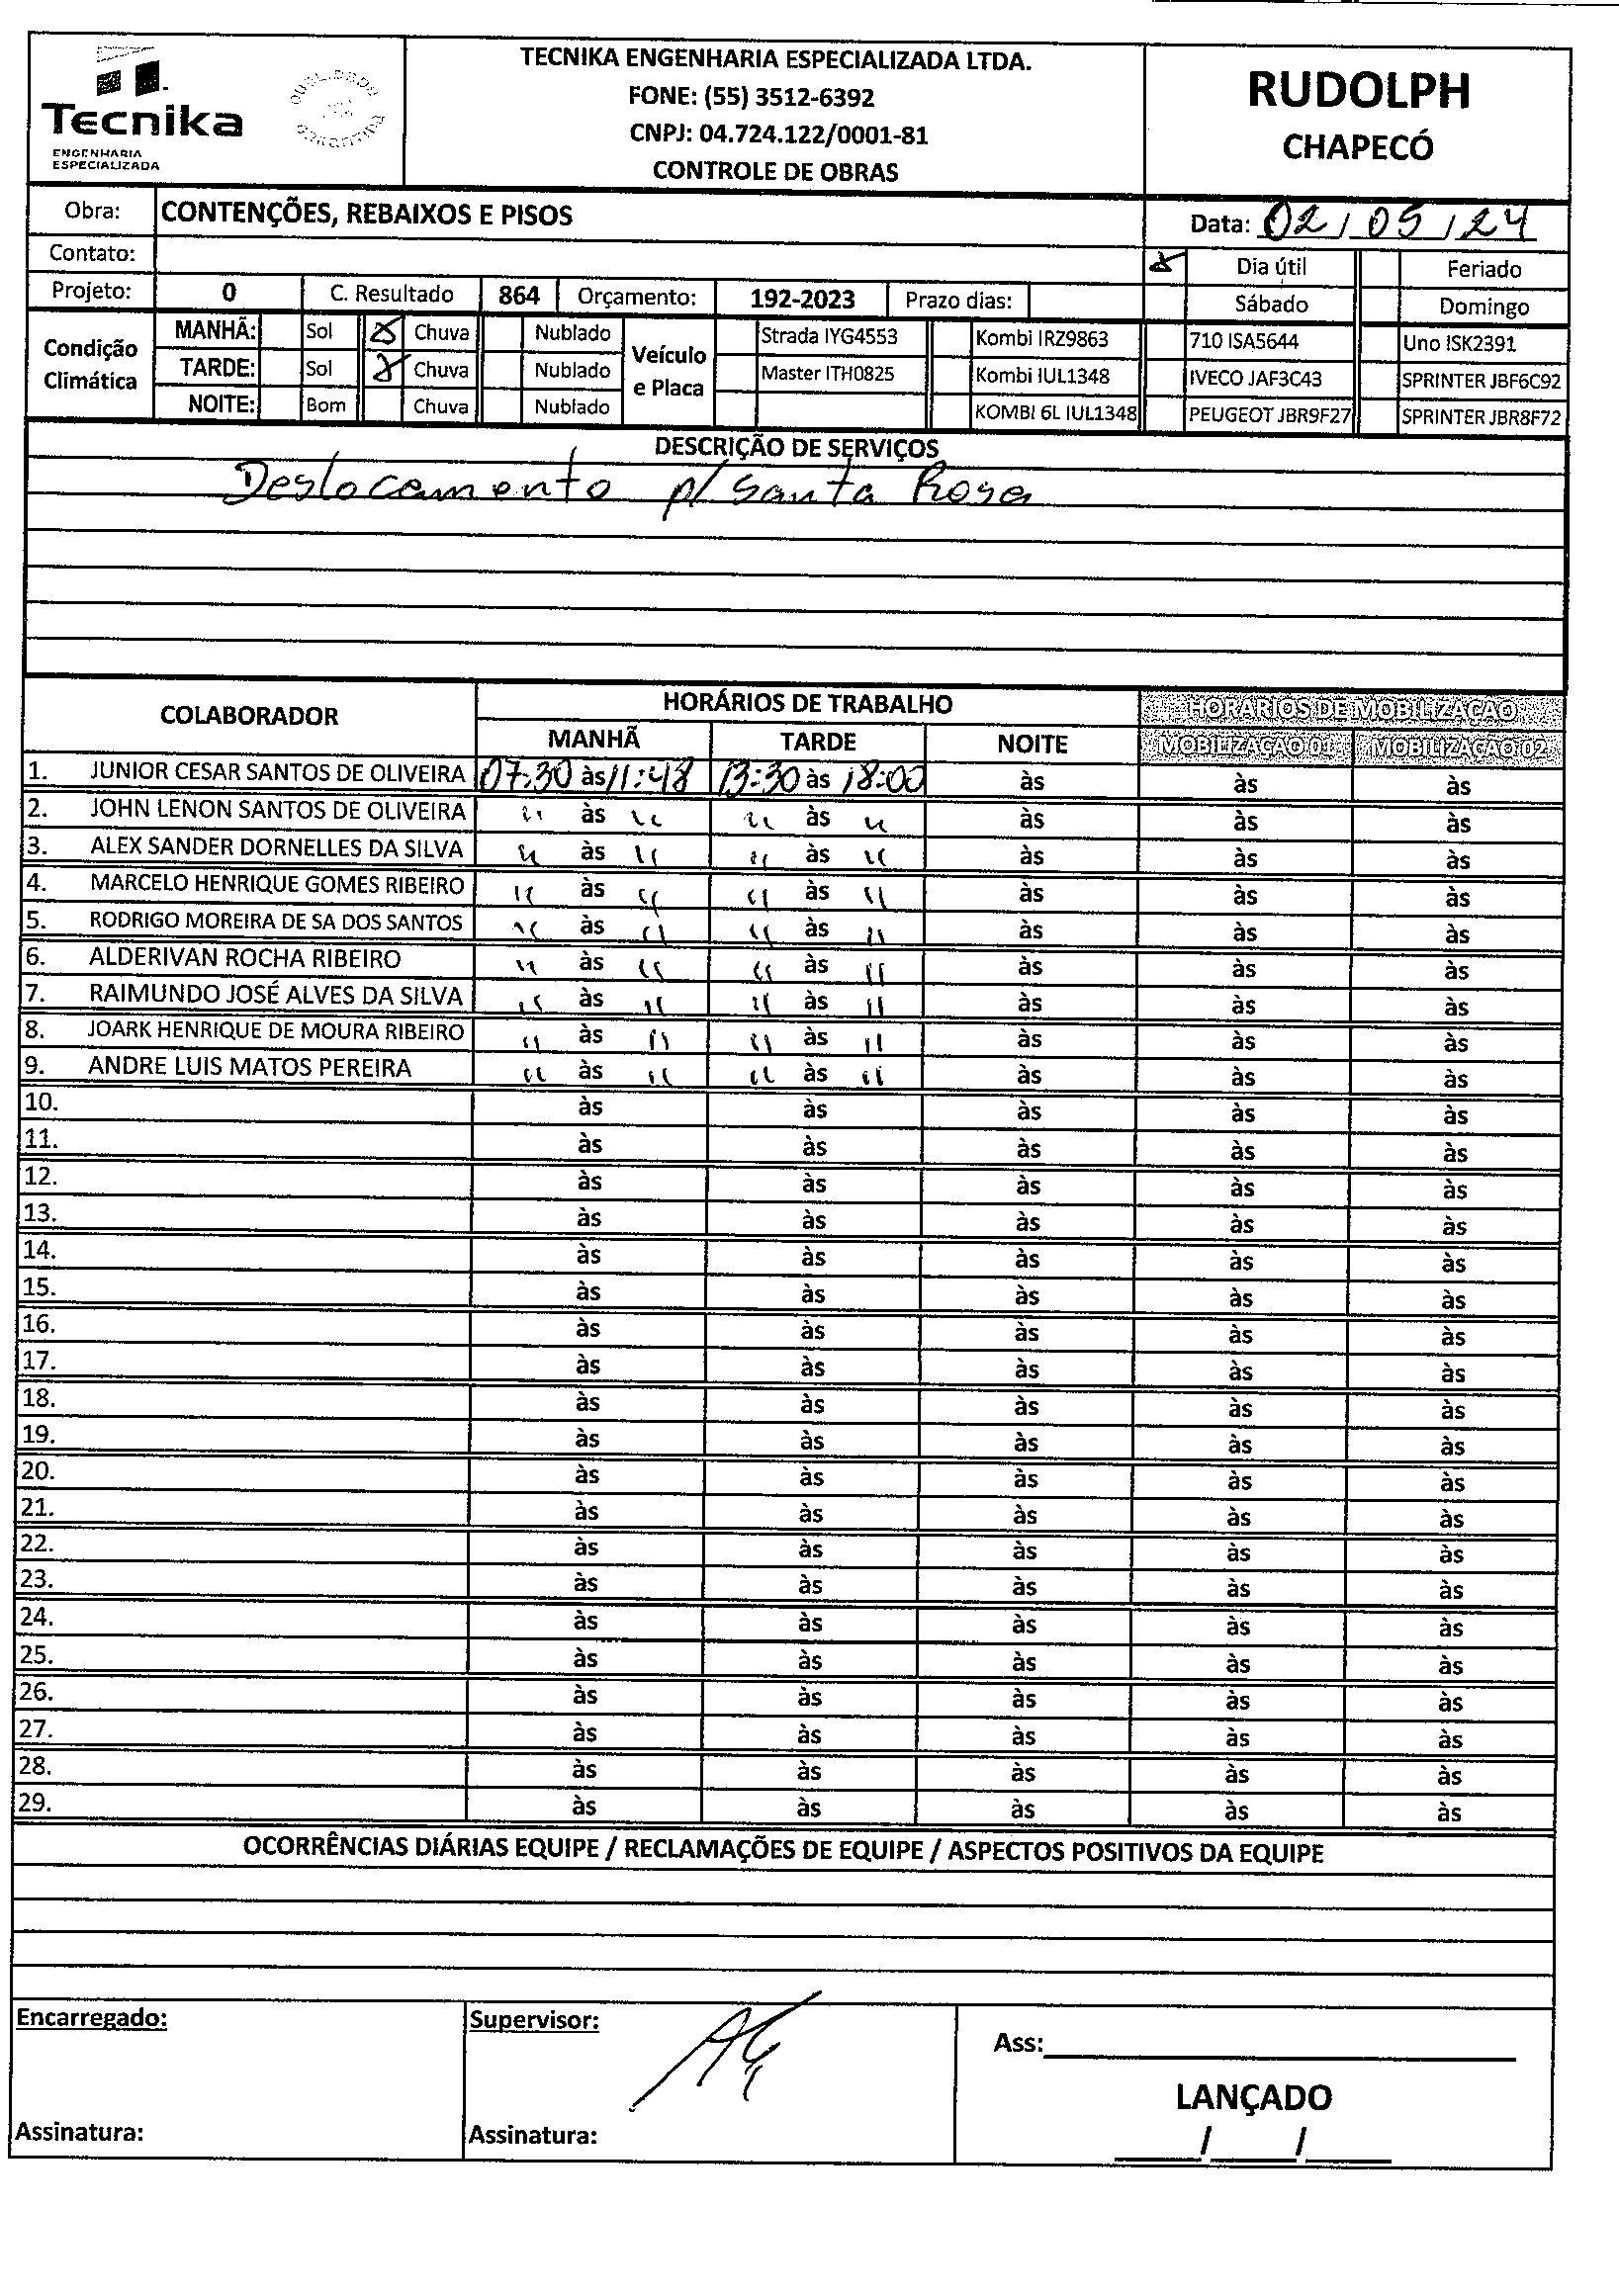 Tecnika
ENGENHARIA
ESPECIALIZADA
TECNIKA ENGENHARIA ESPECIALIZADA LTDA.
FONE: (55) 3512-6392
CNPJ: 04.724.122/0001-81
CONTROLE DE OBRAS
RUDOLPH
CHAPECÓ
Obra: CONTENÇÕES, REBAIXOS E PISOS Data: 02/05/24
Contato: Dia útil Feriado
Projeto: 0 C. Resultado 864 Orçamento: 192-2023 Prazo dias: Sábado Domingo
Condição Climática
MANHÃ: Sol X Chuva Nublado
TARDE: Sol X Chuva Nublado
NOITE: Bom Chuva Nublado
Veículo e Placa
Strada IYG4553 Kombi IRZ9863 710 ISA5644 Uno ISK2391
Master ITH0825 Kombi IUL1348 IVECO JAF3C43 SPRINTER JBF6C92
KOMBI 6L IUL1348 PEUGEOT JBR9F27 SPRINTER JBR8F72
DESCRIÇÃO DE SERVIÇOS
Deslocamento p/ Santa Rosa
COLABORADOR HORÁRIOS DE TRABALHO HORÁRIOS DE MOBILIZAÇÃO
MANHÃ TARDE NOITE MOBILIZAÇÃO 01 MOBILIZAÇÃO 02
1. JUNIOR CESAR SANTOS DE OLIVEIRA 07:30 às 11:48 13:30 às 18:00 às às às
2. JOHN LENON SANTOS DE OLIVEIRA " às " " às " às às às
3. ALEX SANDER DORNELLES DA SILVA " às " " às " às às às
4. MARCELO HENRIQUE GOMES RIBEIRO " às " " às " às às às
5. RODRIGO MOREIRA DE SA DOS SANTOS " às " " às " às às às
6. ALDERIVAN ROCHA RIBEIRO " às " " às " às às às
7. RAIMUNDO JOSÉ ALVES DA SILVA " às " " às " às às às
8. JOARK HENRIQUE DE MOURA RIBEIRO " às " " às " às às às
9. ANDRE LUIS MATOS PEREIRA " às " " às " às às às
10. às às às às às
11. às às às às às
12. às às às às às
13. às às às às às
14. às às às às às
15. às às às às às
16. às às às às às
17. às às às às às
18. às às às às às
19. às às às às às
20. às às às às às
21. às às às às às
22. às às às às às
23. às às às às às
24. às às às às às
25. às às às às às
26. às às às às às
27. às às às às às
28. às às às às às
29. às às às às às
OCORRÊNCIAS DIÁRIAS EQUIPE / RECLAMAÇÕES DE EQUIPE / ASPECTOS POSITIVOS DA EQUIPE
Encarregado: Supervisor: Ass:
LANÇADO
Assinatura: Assinatura: / /